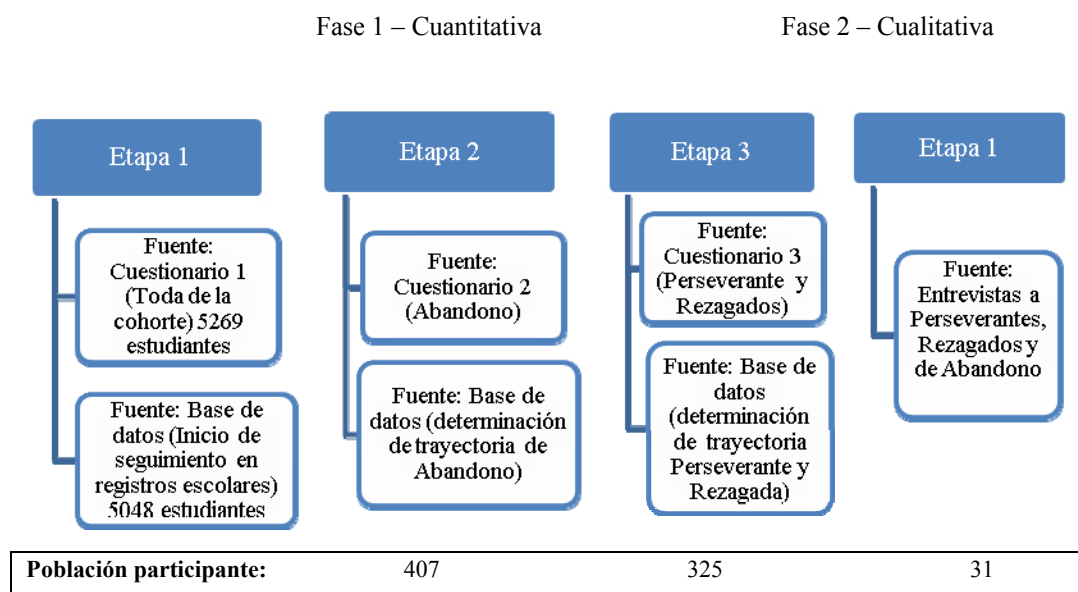 Fase 1 – Cuantitativa
Fase 2 – Cualitativa
Etapa 1
Fuente:
Cuestionario 1
(Toda de la
cohorte) 5269
estudiantes
Fuente: Base de
datos (Inicio de
seguimiento en
registros escolares)
5048 estudiantes
Etapa 2
Fuente:
Cuestionario 2
(Abandono)
Fuente: Base de
datos (determinación
de trayectoria de
Abandono)
Etapa 3
Fuente:
Cuestionario 3
(Perseverante y
Rezagados)
Fuente: Base de
datos
(determinación
de trayectoria
Perseverante y
Rezagada)
Etapa 1
Fuente:
Entrevistas a
Perseverantes,
Rezagados y
de Abandono
Población participante: 407 325 31